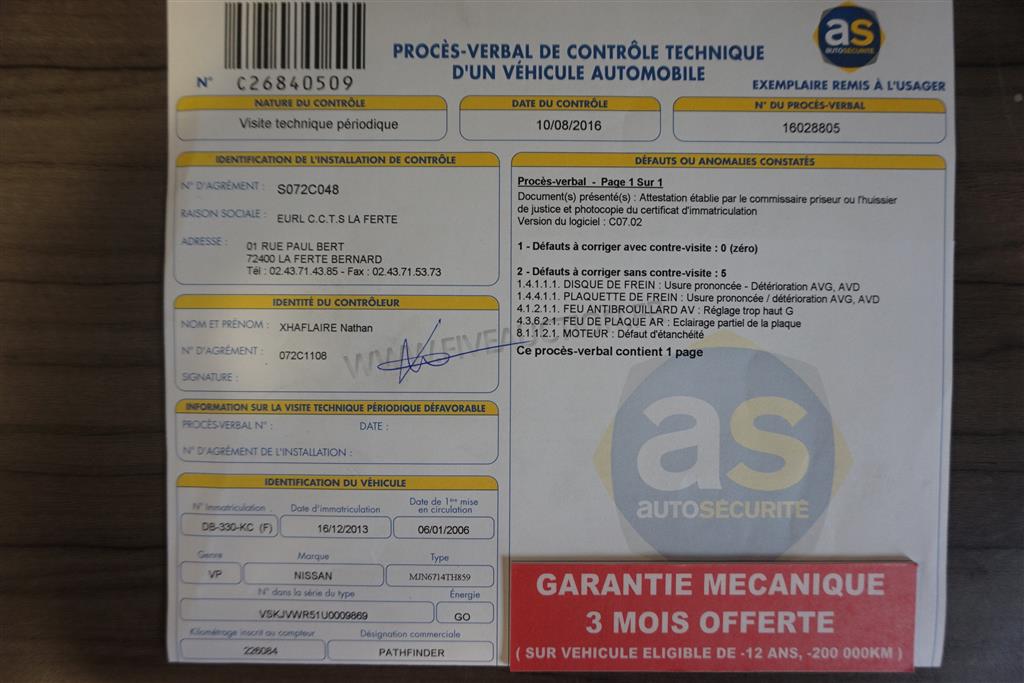 N° C26840509
PROCÈS-VERBAL DE CONTRÔLE TECHNIQUE
D'UN VÉHICULE AUTOMOBILE
as
AUTOSÉCURITÉ
EXEMPLAIRE REMIS À L'USAGER
NATURE DU CONTRÔLE
Visite technique périodique
DATE DU CONTRÔLE
10/08/2016
N° DU PROCÈS-VERBAL
16028805
IDENTIFICATION DE L'INSTALLATION DE CONTRÔLE
N° D'AGRÉMENT : S072C048
RAISON SOCIALE : EURL C.C.T.S LA FERTE
ADRESSE : 01 RUE PAUL BERT
72400 LA FERTE BERNARD
Tél : 02.43.71.43.85 - Fax : 02.43.71.53.73
IDENTITÉ DU CONTRÔLEUR
NOM ET PRÉNOM : XHAFLAIRE Nathan
N° D'AGRÉMENT : 072C1108
SIGNATURE :
INFORMATION SUR LA VISITE TECHNIQUE PÉRIODIQUE DÉFAVORABLE
PROCÈS-VERBAL N° : DATE :
N° D'AGRÉMENT DE L'INSTALLATION :
IDENTIFICATION DU VÉHICULE
N° Immatriculation Date d'immatriculation Date de 1ère mise
en circulation
DB-330-KC (F) 16/12/2013 06/01/2006
Genre Marque Type
VP NISSAN MJN6714TH859
N° dans la série du type Énergie
VSKJVWR51U0009869 GO
Kilométrage inscrit au compteur Désignation commerciale
226084 PATHFINDER
DÉFAUTS OU ANOMALIES CONSTATÉS
Procès-verbal - Page 1 Sur 1
Document(s) présenté(s) : Attestation établie par le commissaire priseur ou l'huissier
de justice et photocopie du certificat d'immatriculation
Version du logiciel : C07.02
1 - Défauts à corriger avec contre-visite : 0 (zéro)
2 - Défauts à corriger sans contre-visite : 5
1.4.1.1.1. DISQUE DE FREIN : Usure prononcée - Détérioration AVG, AVD
1.4.4.1.1. PLAQUETTE DE FREIN : Usure prononcée / détérioration AVG, AVD
4.1.2.1.1. FEU ANTIBROUILLARD AV : Réglage trop haut G
4.3.6.2.1. FEU DE PLAQUE AR : Eclairage partiel de la plaque
8.1.1.2.1. MOTEUR : Défaut d'étanchéité
Ce procès-verbal contient 1 page
as
AUTOSÉCURITÉ
GARANTIE MECANIQUE
3 MOIS OFFERTE
( SUR VEHICULE ELIGIBLE DE -12 ANS, -200 000KM )